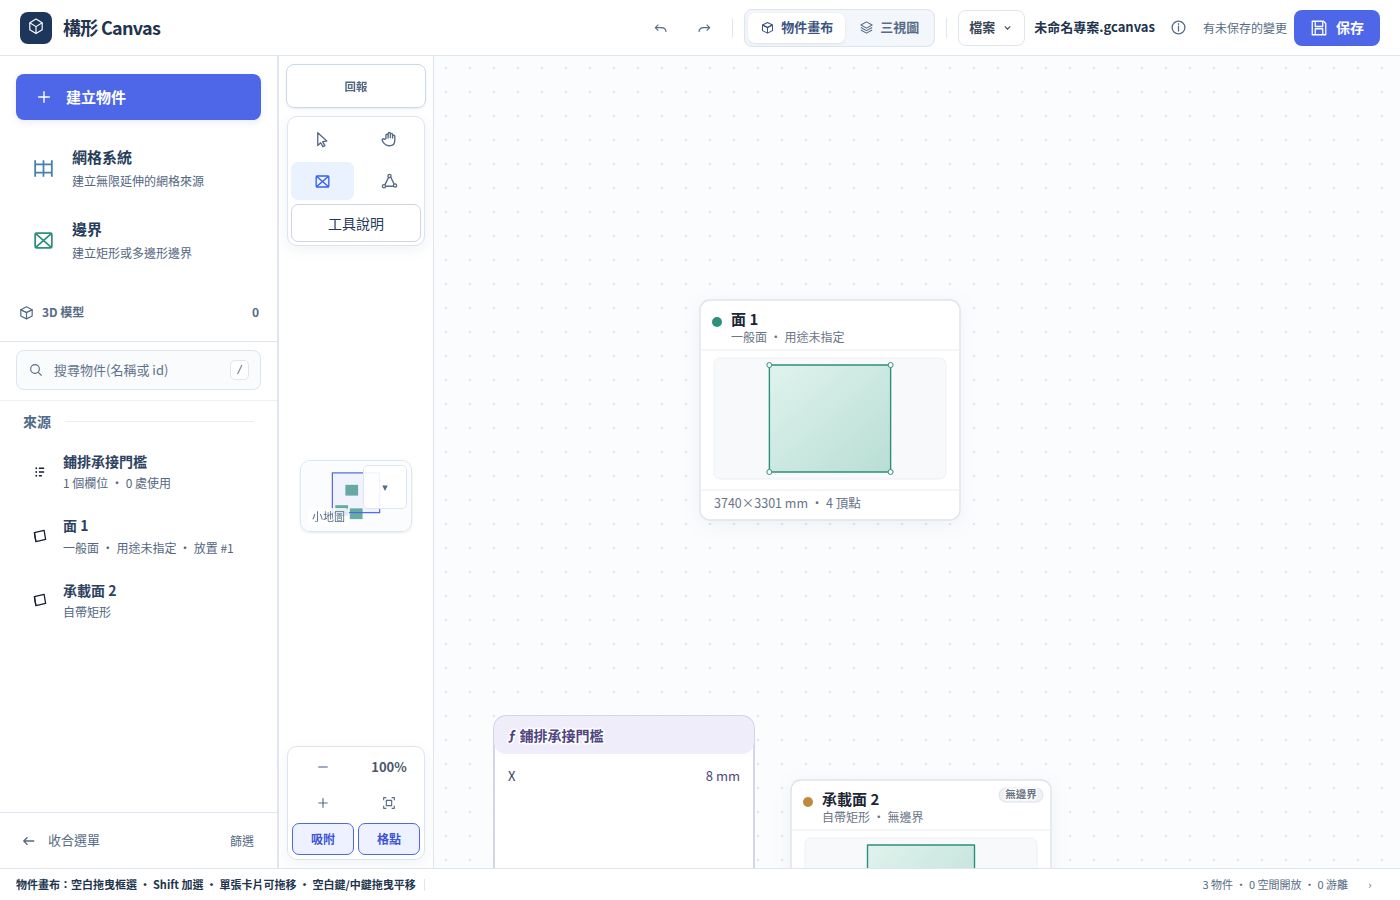 構形 Canvas
物件畫布
三視圖
檔案
未命名專案.gcanvas
有未保存的變更
保存
建立物件
網格系統
建立無限延伸的網格來源
邊界
建立矩形或多邊形邊界
3D 模型
0
搜尋物件(名稱或 id)
/
來源
鋪排承接門檻
1 個欄位 · 0 處使用
面 1
一般面 · 用途未指定 · 放置 #1
承載面 2
自帶矩形
收合選單
篩選
回報
工具說明
小地圖
100%
吸附
格點
面 1
一般面 · 用途未指定
3740×3301 mm · 4 頂點
ƒ 鋪排承接門檻
X
8 mm
承載面 2
無邊界
自帶矩形 · 無邊界
物件畫布：空白拖曳框選 · Shift 加選 · 單張卡片可拖移 · 空白鍵/中鍵拖曳平移
3 物件 · 0 空間開放 · 0 游離